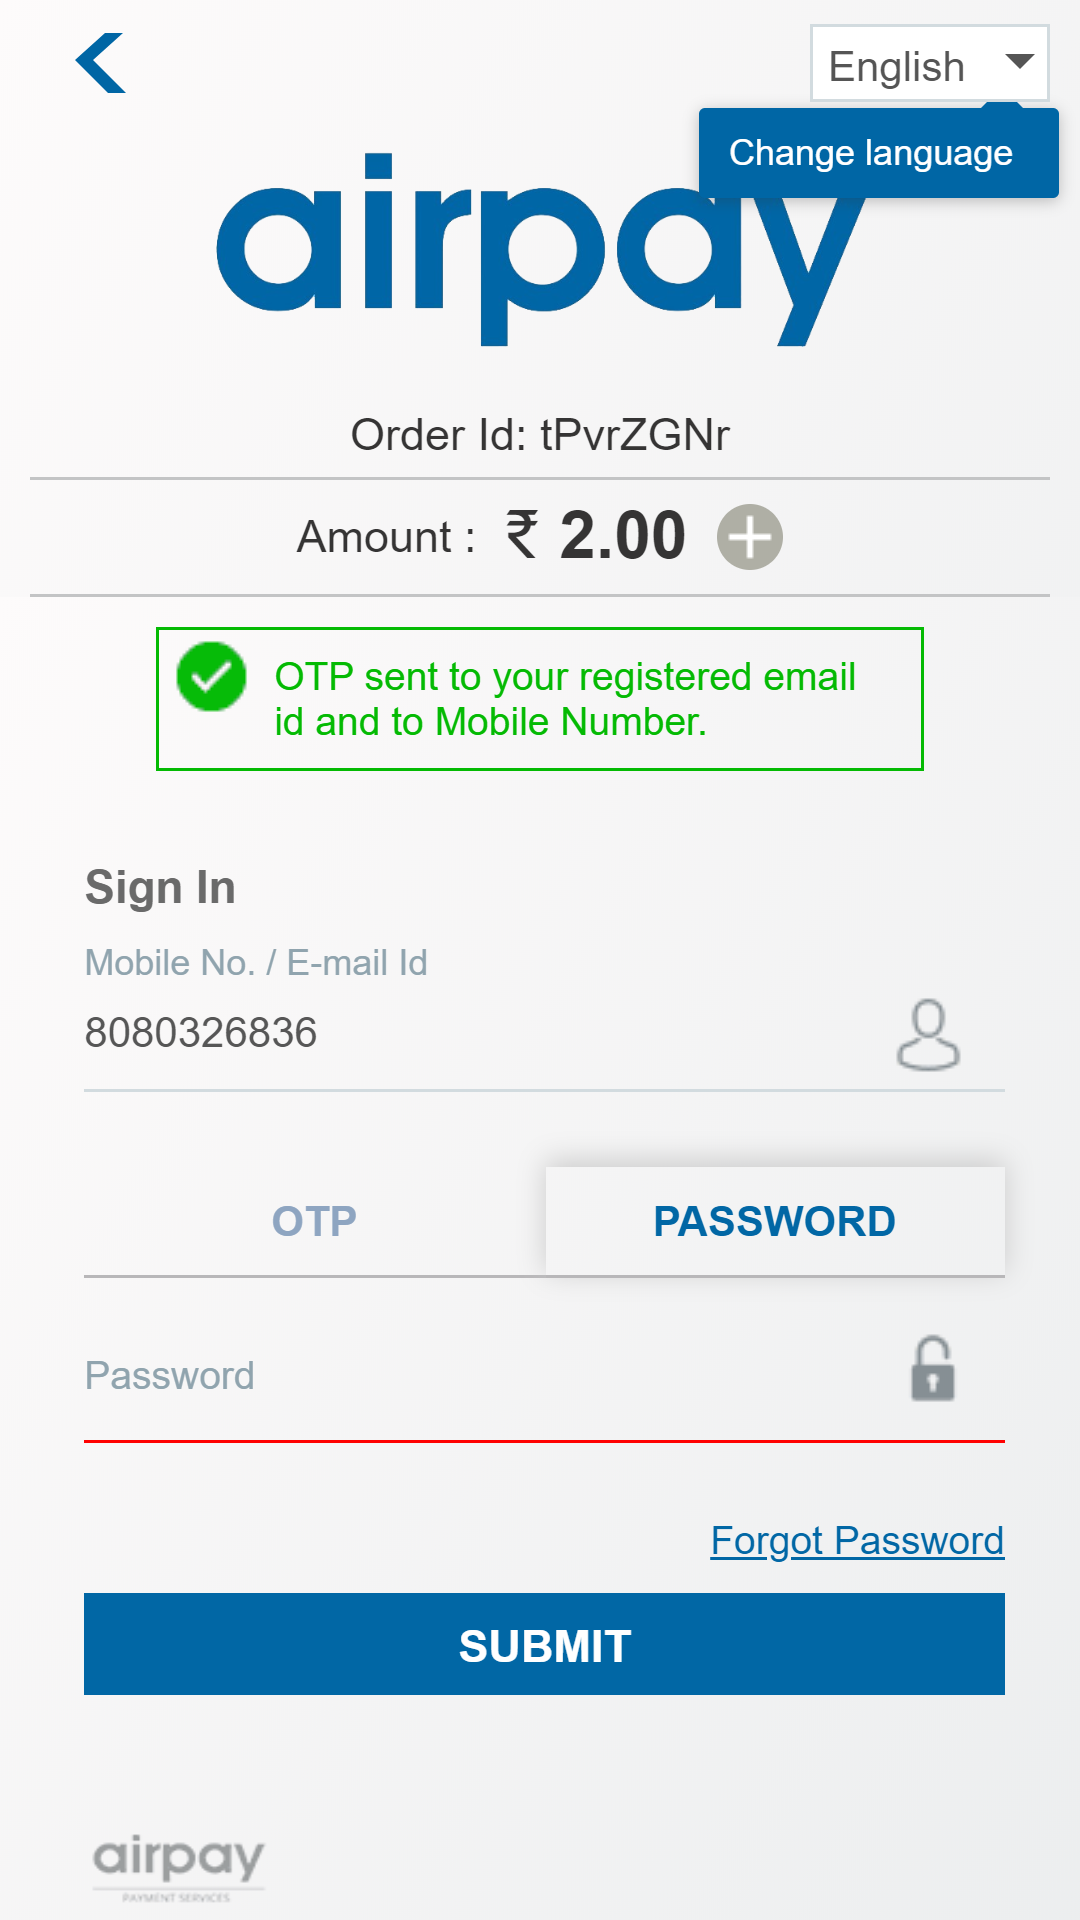 English
Change language
airpay
Order Id: tPvrZGNr
Amount : ₹ 2.00
OTP sent to your registered email
id and to Mobile Number.
Sign In
Mobile No. / E-mail Id
8080326836
OTP PASSWORD
Password
Forgot Password
SUBMIT
airpay
PAYMENT SERVICES